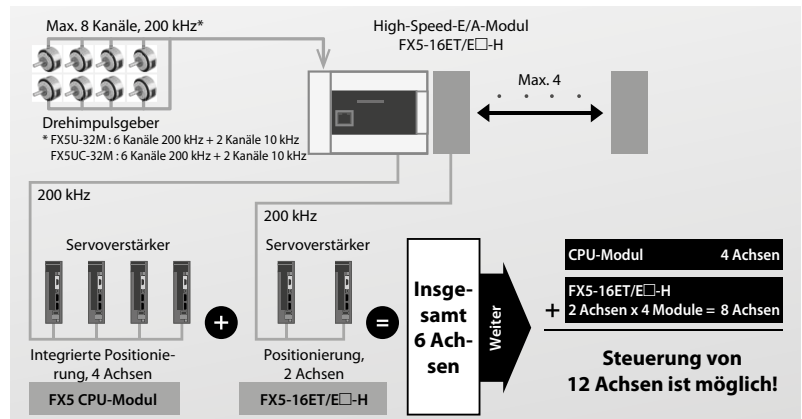 Max. 8 Kanäle, 200 kHz*
High-Speed-E/A-Modul
FX5-16ET/E□-H
Max. 4
Drehimpulsgeber
* FX5U-32M : 6 Kanäle 200 kHz + 2 Kanäle 10 kHz
FX5UC-32M : 6 Kanäle 200 kHz + 2 Kanäle 10 kHz
200 kHz
200 kHz
Servoverstärker
Servoverstärker
+
=
Insge-
samt
6 Ach-
sen
Weiter
CPU-Modul 4 Achsen
+
FX5-16ET/E□-H
2 Achsen x 4 Module = 8 Achsen
Steuerung von
12 Achsen ist möglich!
Integrierte Positionie-
rung, 4 Achsen
FX5 CPU-Modul
Positionierung,
2 Achsen
FX5-16ET/E□-H